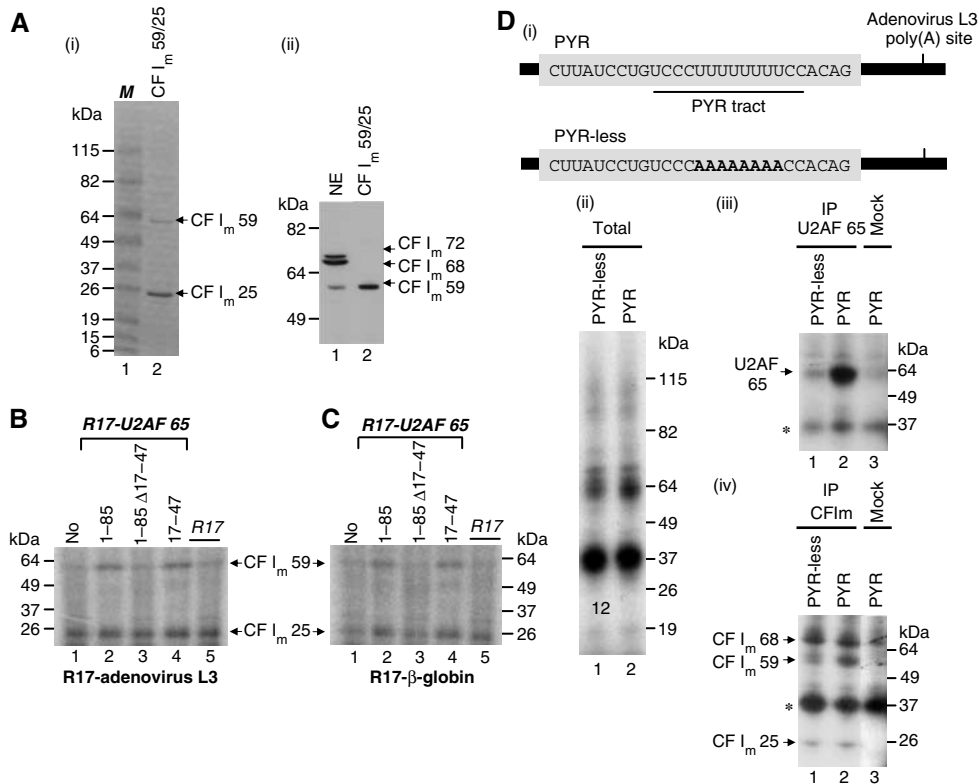 A
(i)
M
CF Im 59/25
kDa
115
82
64
49
37
26
19
15
6
CF Im 59
CF Im 25
1 2
(ii)
NE
CF Im 59/25
kDa
82
64
49
CF Im 72
CF Im 68
CF Im 59
1 2
B
R17-U2AF 65
No
1–85
1–85 Δ17–47
17–47
R17
kDa
64
49
37
26
CF Im 59
CF Im 25
1 2 3 4 5
R17-adenovirus L3
C
R17-U2AF 65
No
1–85
1–85 Δ17–47
17–47
R17
kDa
64
49
37
26
1 2 3 4 5
R17-β-globin
D
(i)
PYR
Adenovirus L3
poly(A) site
CUUAUCCUGUCCCUUUUUUUUCCACAG
PYR tract
PYR-less
CUUAUCCUGUCCCAAAAAAAACCACAG
(ii)
Total
PYR-less
PYR
kDa
115
82
64
49
37
26
19
12
1 2
(iii)
IP
U2AF 65
Mock
PYR-less
PYR
PYR
kDa
U2AF
65
64
49
37
*
1 2 3
(iv)
IP
CFIm
Mock
PYR-less
PYR
PYR
kDa
CF Im 68
CF Im 59
*
CF Im 25
64
49
37
26
1 2 3